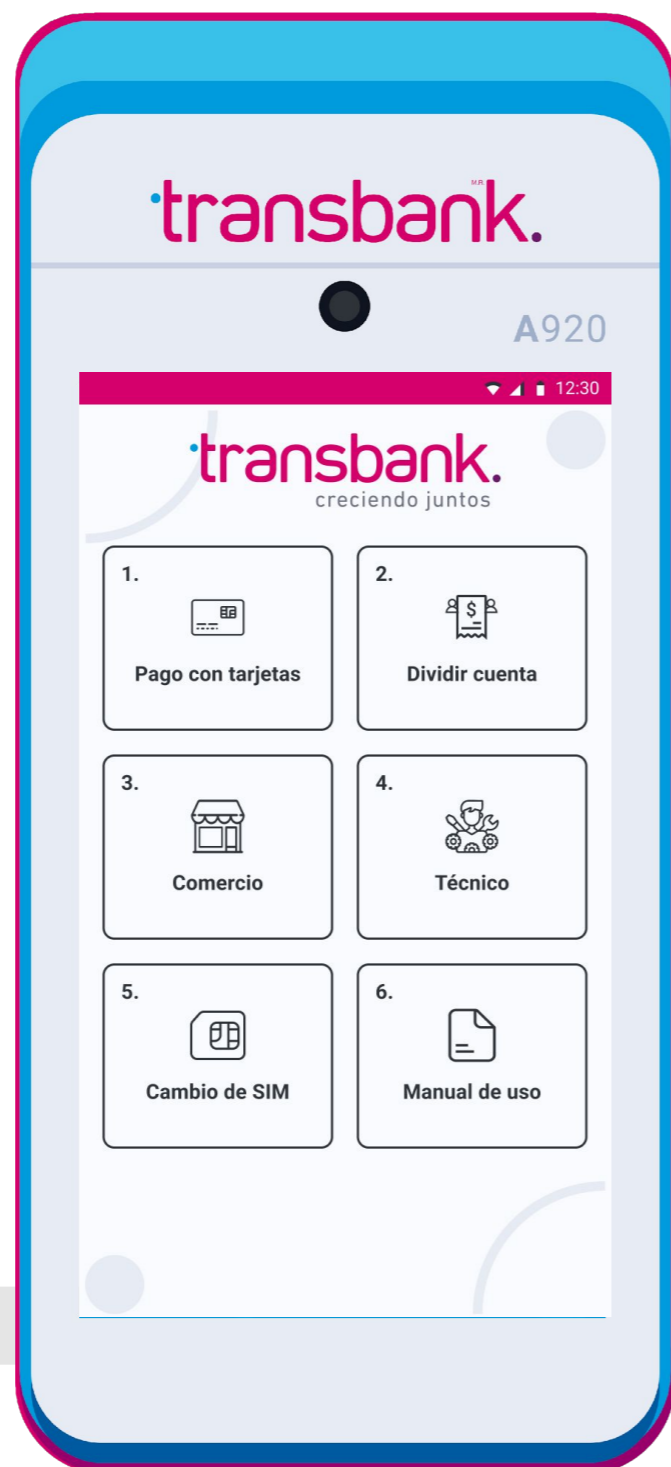 transbank.
M.R.
A920
12:30
transbank.
creciendo juntos
1.
Pago con tarjetas
2.
$
Dividir cuenta
3.
Comercio
4.
Técnico
5.
Cambio de SIM
6.
Manual de uso